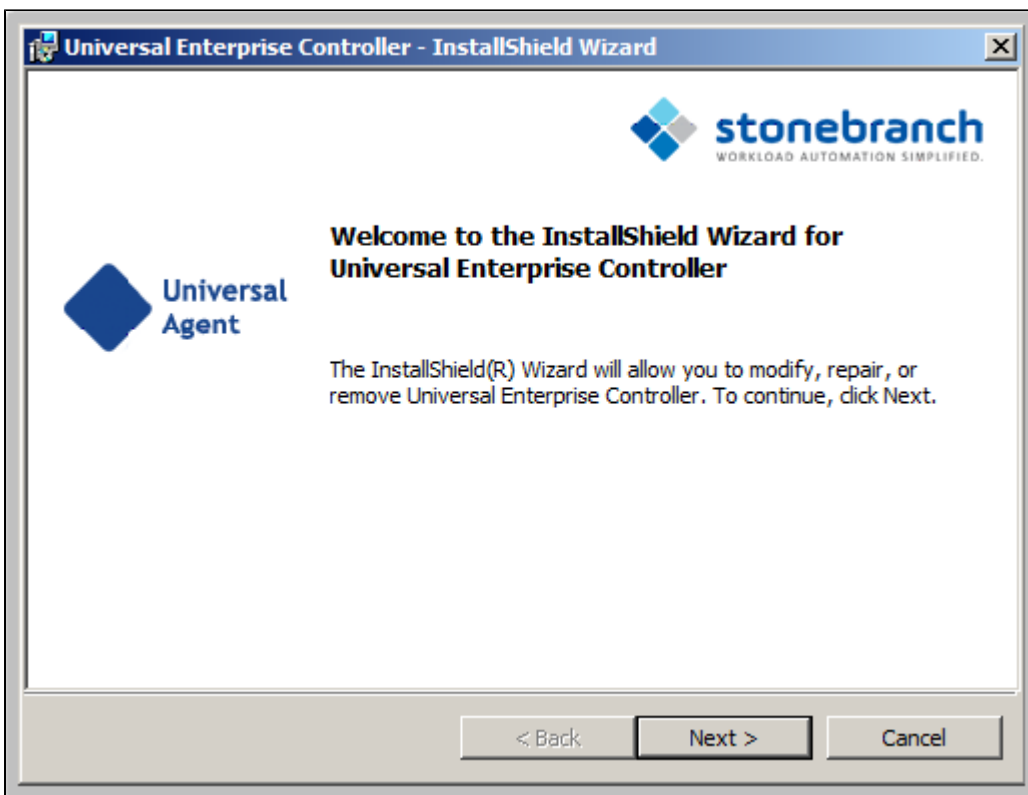 Universal Enterprise Controller - InstallShield Wizard
stonebranch
WORKLOAD AUTOMATION SIMPLIFIED.
Welcome to the InstallShield Wizard for
Universal Enterprise Controller
Universal
Agent
The InstallShield(R) Wizard will allow you to modify, repair, or
remove Universal Enterprise Controller. To continue, click Next.
< Back
Next >
Cancel